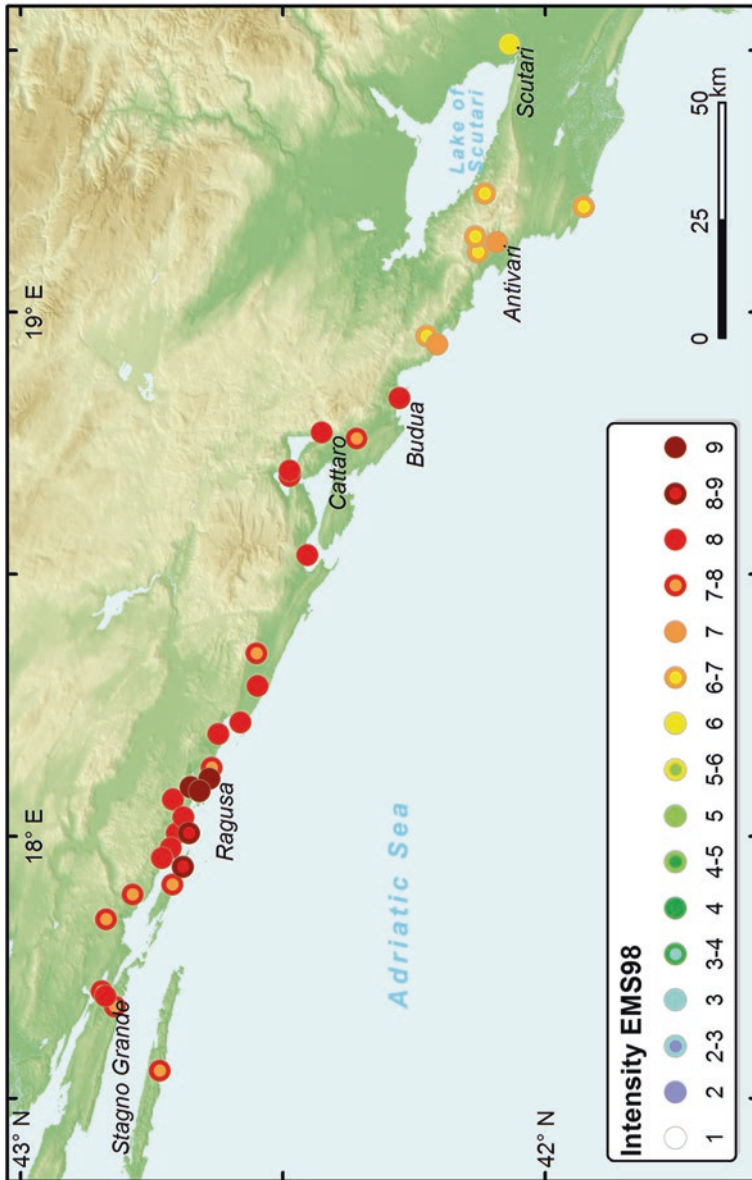 18° E
19° E
43° N
42° N
Stagno Grande
Ragusa
Cattaro
Budua
Antivari
Lake of
Scutari
Scutari
Adriatic Sea
0
25
50
km
Intensity EMS98
1
2
2-3
3
3-4
4
4-5
5
5-6
6
6-7
7
7-8
8
8-9
9